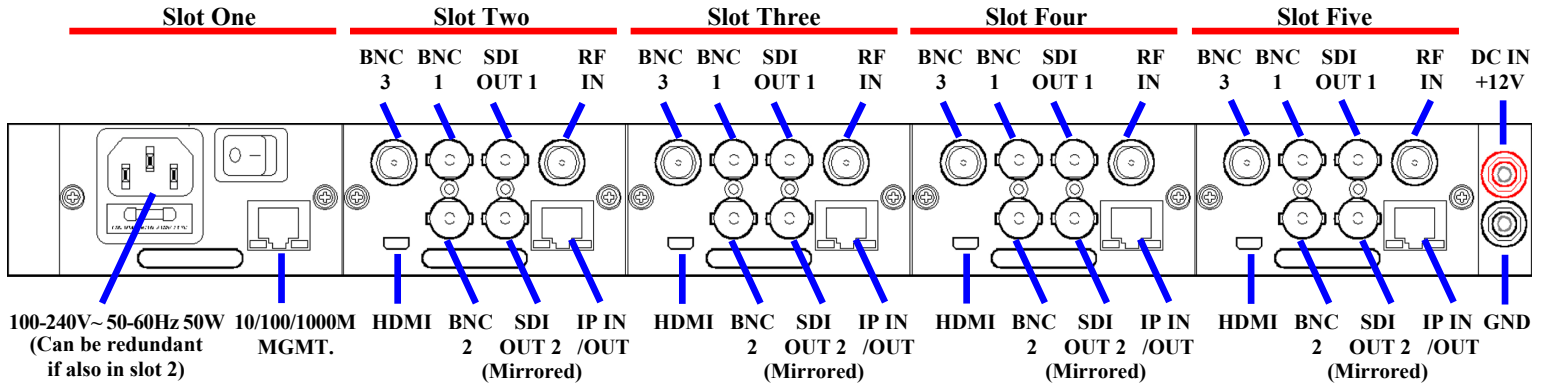 Slot One Slot Two Slot Three Slot Four Slot Five
BNC BNC SDI RF BNC BNC SDI RF BNC BNC SDI RF BNC BNC SDI RF DC IN
3 1 OUT 1 IN 3 1 OUT 1 IN 3 1 OUT 1 IN 3 1 OUT 1 IN +12V
100-240V~ 50-60Hz 50W 10/100/1000M HDMI BNC SDI IP IN HDMI BNC SDI IP IN HDMI BNC SDI IP IN HDMI BNC SDI IP IN GND
(Can be redundant MGMT. 2 OUT 2 /OUT 2 OUT 2 /OUT 2 OUT 2 /OUT 2 OUT 2 /OUT
if also in slot 2) (Mirrored) (Mirrored) (Mirrored) (Mirrored)